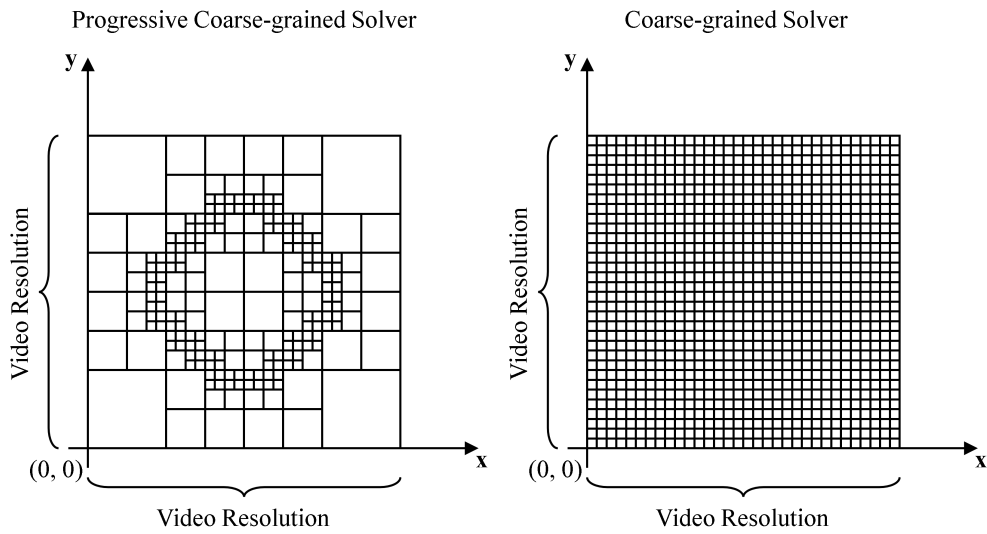 Progressive Coarse-grained Solver
y
Video Resolution
(0, 0)
x
Video Resolution
Coarse-grained Solver
y
Video Resolution
(0, 0)
x
Video Resolution